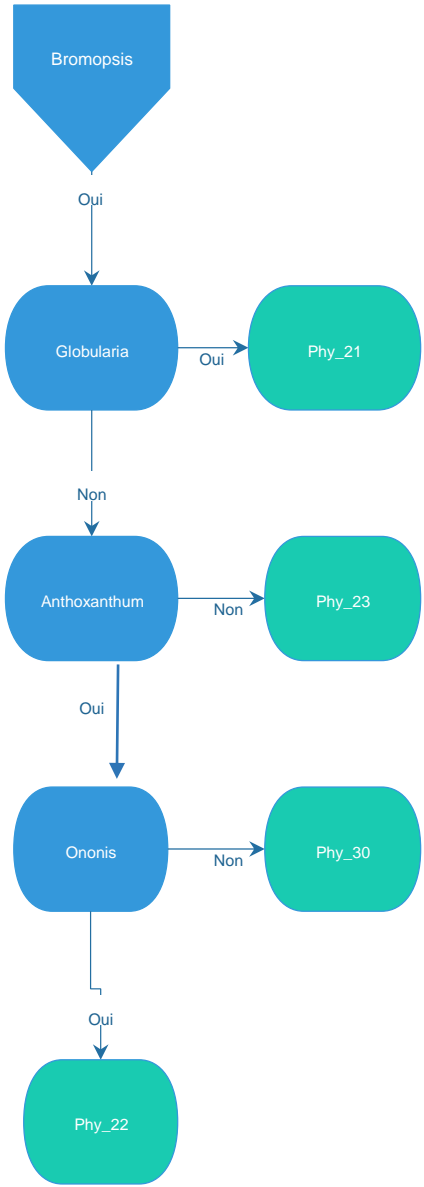 Bromopsis
Oui
Globularia
Oui
Phy_21
Non
Anthoxanthum
Non
Phy_23
Oui
Ononis
Non
Phy_30
Oui
Phy_22